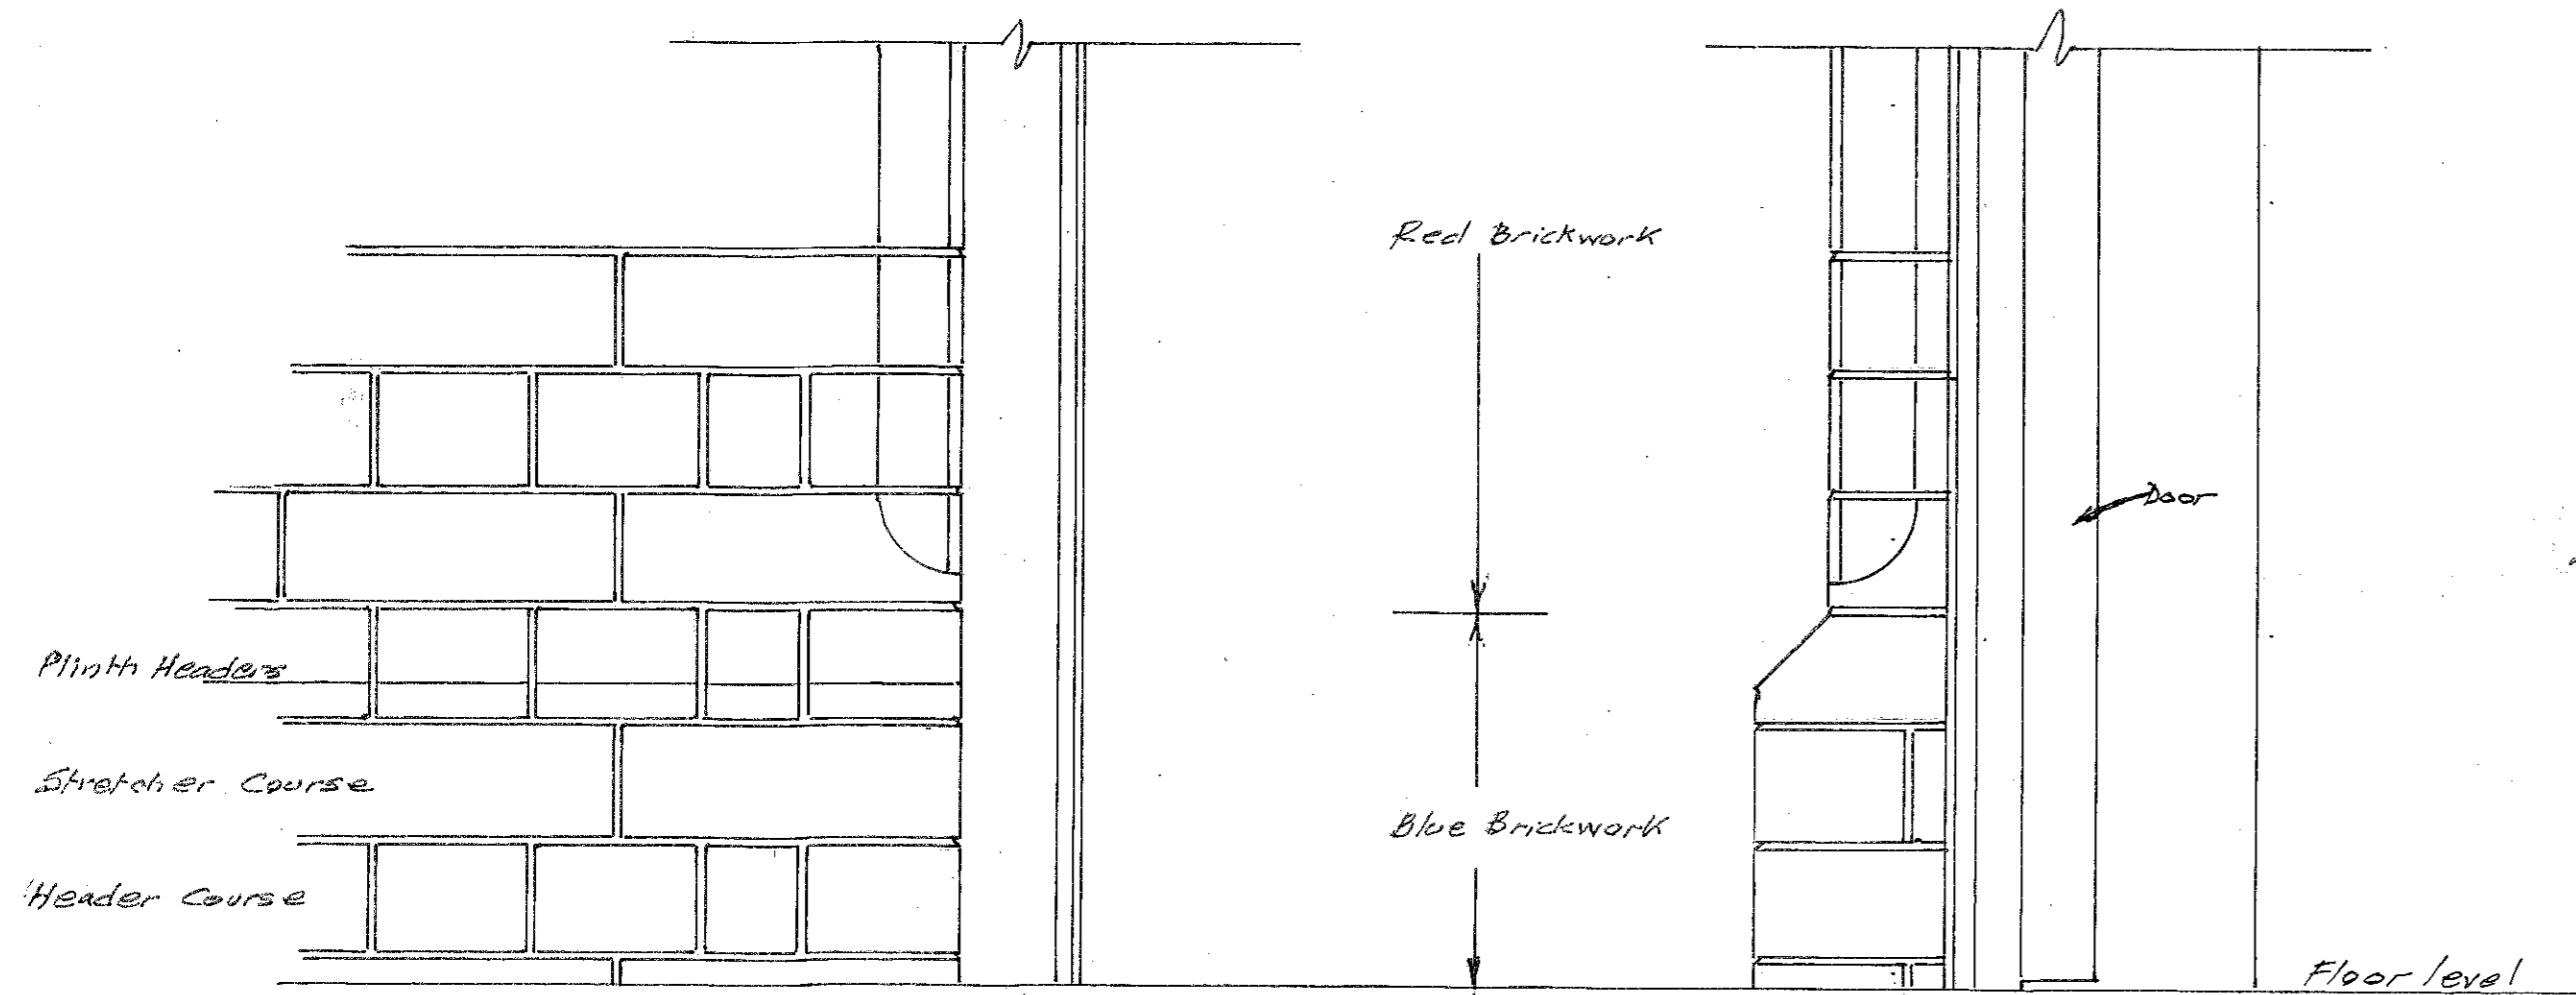 Red Brickwork
Door
Plinth Headers
Stretcher Course
Blue Brickwork
Header Course
Floor level